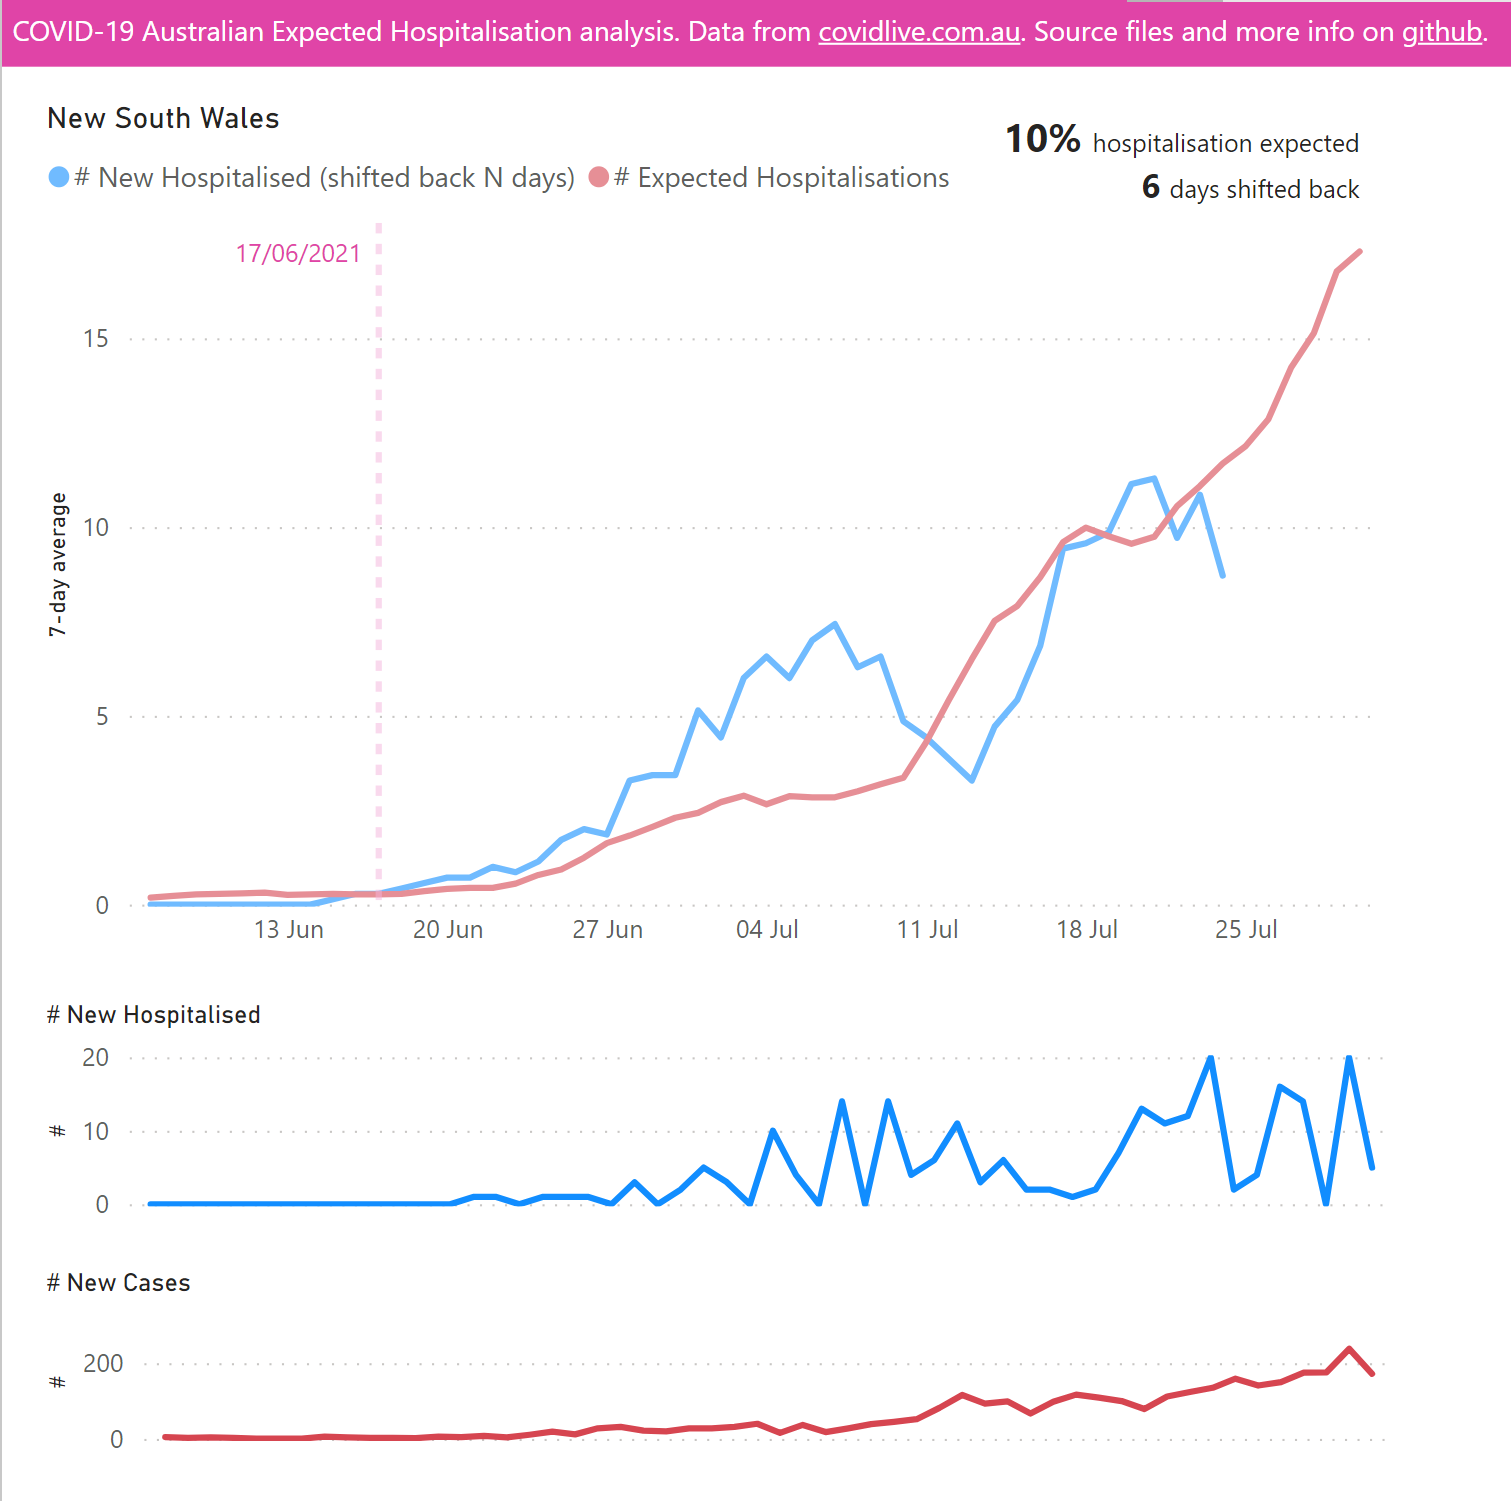 COVID-19 Australian Expected Hospitalisation analysis. Data from covidlive.com.au. Source files and more info on github.
New South Wales
10% hospitalisation expected
# New Hospitalised (shifted back N days) # Expected Hospitalisations
6 days shifted back
17/06/2021
15
10
5
0
7-day average
13 Jun 20 Jun 27 Jun 04 Jul 11 Jul 18 Jul 25 Jul
# New Hospitalised
20
10
0
#
# New Cases
200
0
#